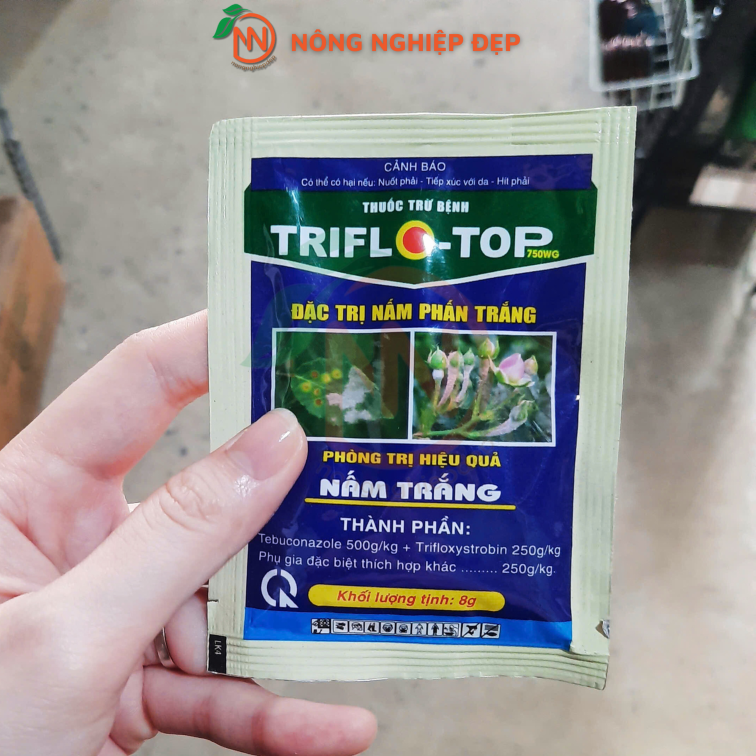 NÔNG NGHIỆP ĐẸP
CẢNH BÁO
Có thể có hại nếu: Nuốt phải - Tiếp xúc với da - Hít phải
THUỐC TRỪ BỆNH
TRIFLO-TOP
750WG
ĐẶC TRỊ NẤM PHẤN TRẮNG
PHÒNG TRỊ HIỆU QUẢ
NẤM TRẮNG
THÀNH PHẦN:
Tebuconazole 500g/kg + Trifloxystrobin 250g/kg
Phụ gia đặc biệt thích hợp khác ......... 250g/kg.
Khối lượng tịnh: 8g
LK4